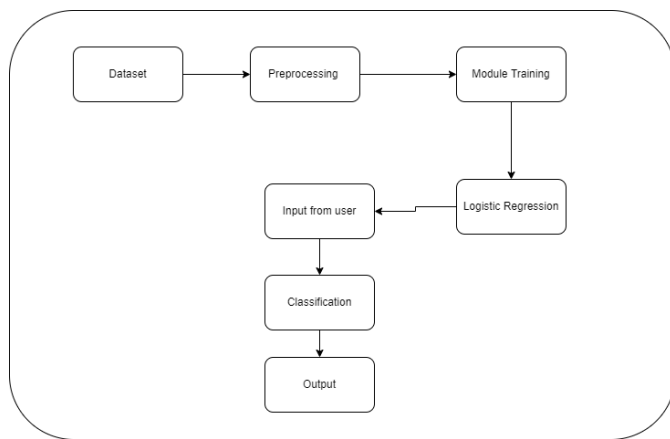 Dataset
Preprocessing
Module Training
Logistic Regression
Input from user
Classification
Output